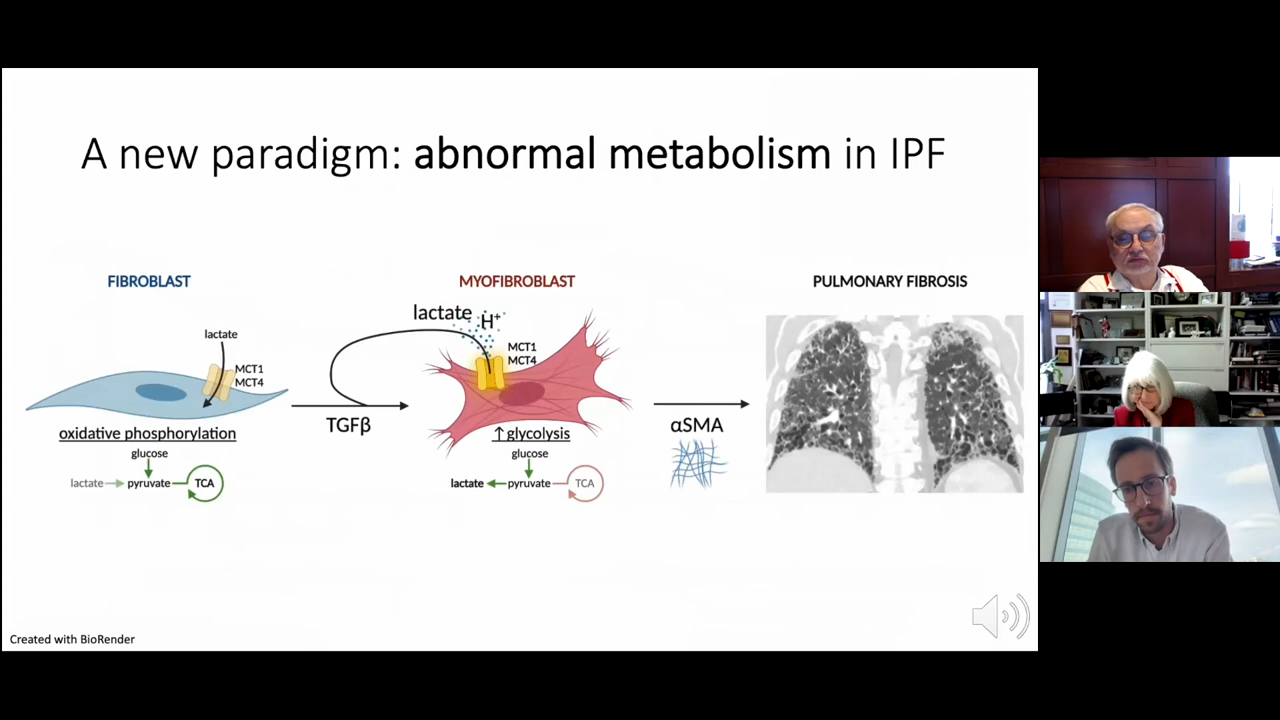 A new paradigm: abnormal metabolism in IPF
FIBROBLAST
lactate
MCT1
MCT4
oxidative phosphorylation
glucose
lactate pyruvate TCA
TGFβ
MYOFIBROBLAST
lactate H⁺
MCT1
MCT4
↑glycolysis
glucose
lactate pyruvate TCA
αSMA
PULMONARY FIBROSIS
Created with BioRender